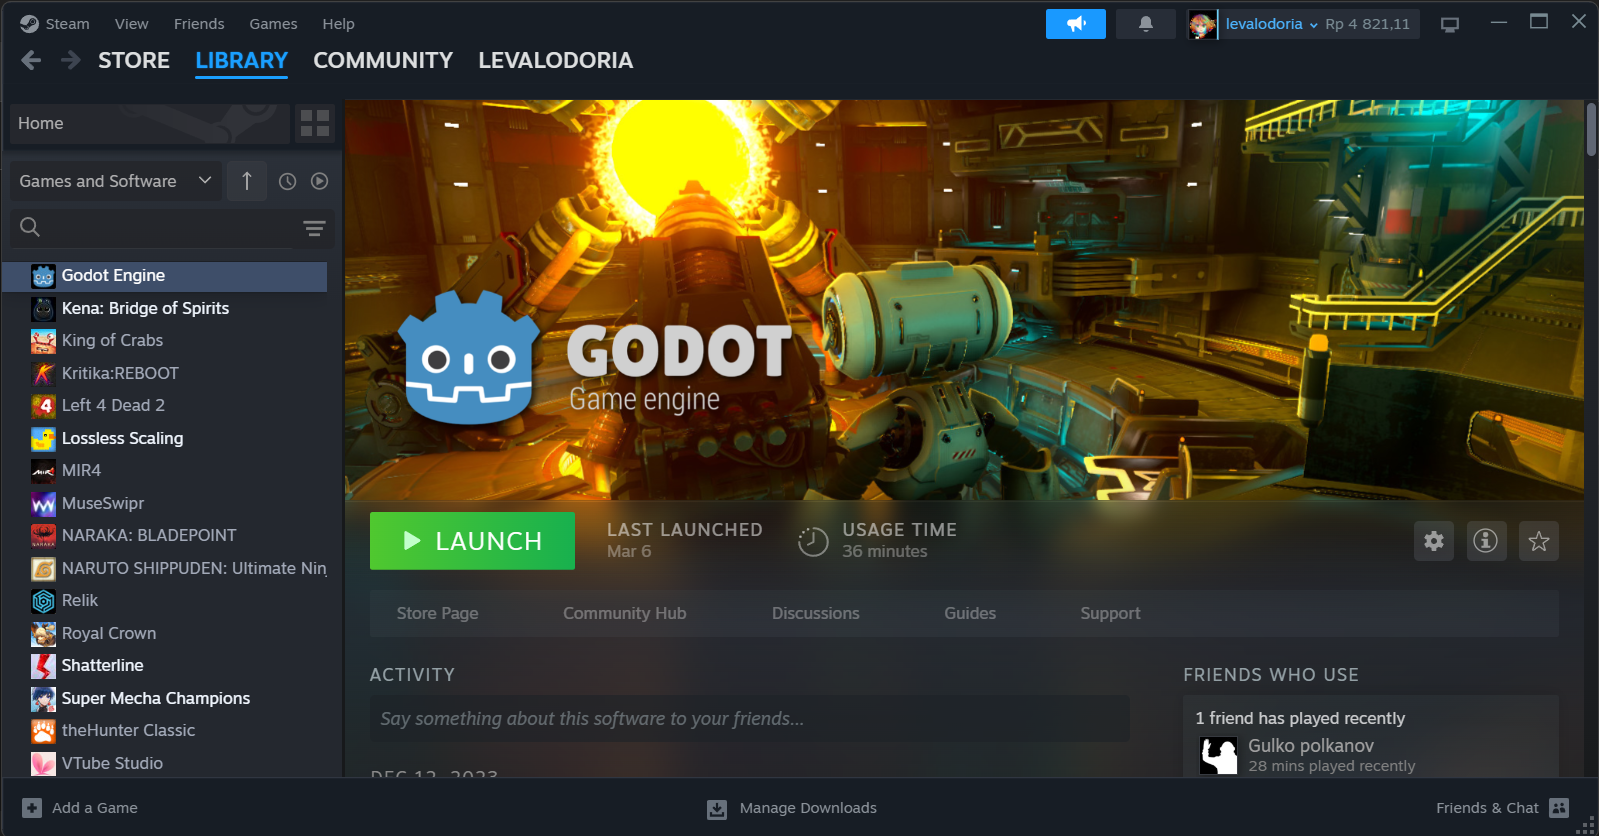 Steam View Friends Games Help
levalodoria Rp 4 821,11
STORE LIBRARY COMMUNITY LEVALODORIA
Home
Games and Software
Godot Engine
Kena: Bridge of Spirits
King of Crabs
Kritika:REBOOT
Left 4 Dead 2
Lossless Scaling
MIR4
MuseSwipr
NARAKA: BLADEPOINT
NARUTO SHIPPUDEN: Ultimate Nin
Relik
Royal Crown
Shatterline
Super Mecha Champions
theHunter Classic
VTube Studio
GODOT
Game engine
LAUNCH
LAST LAUNCHED
Mar 6
USAGE TIME
36 minutes
Store Page Community Hub Discussions Guides Support
ACTIVITY
Say something about this software to your friends...
DEC 12, 2023
FRIENDS WHO USE
1 friend has played recently
Gulko polkanov
28 mins played recently
Add a Game
Manage Downloads
Friends & Chat